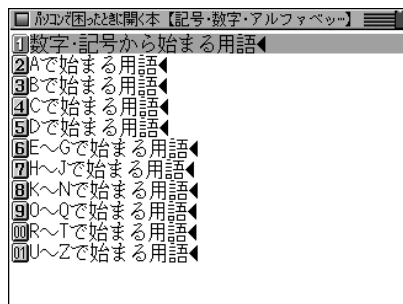 ﾊﾟｿｺﾝで困ったときに開く本【記号・数字・アルファベッ…】
1数字・記号から始まる用語◀
2Aで始まる用語◀
3Bで始まる用語◀
4Cで始まる用語◀
5Dで始まる用語◀
6E～Gで始まる用語◀
7H～Jで始まる用語◀
8K～Nで始まる用語◀
9O～Qで始まる用語◀
00R～Tで始まる用語◀
01U～Zで始まる用語◀